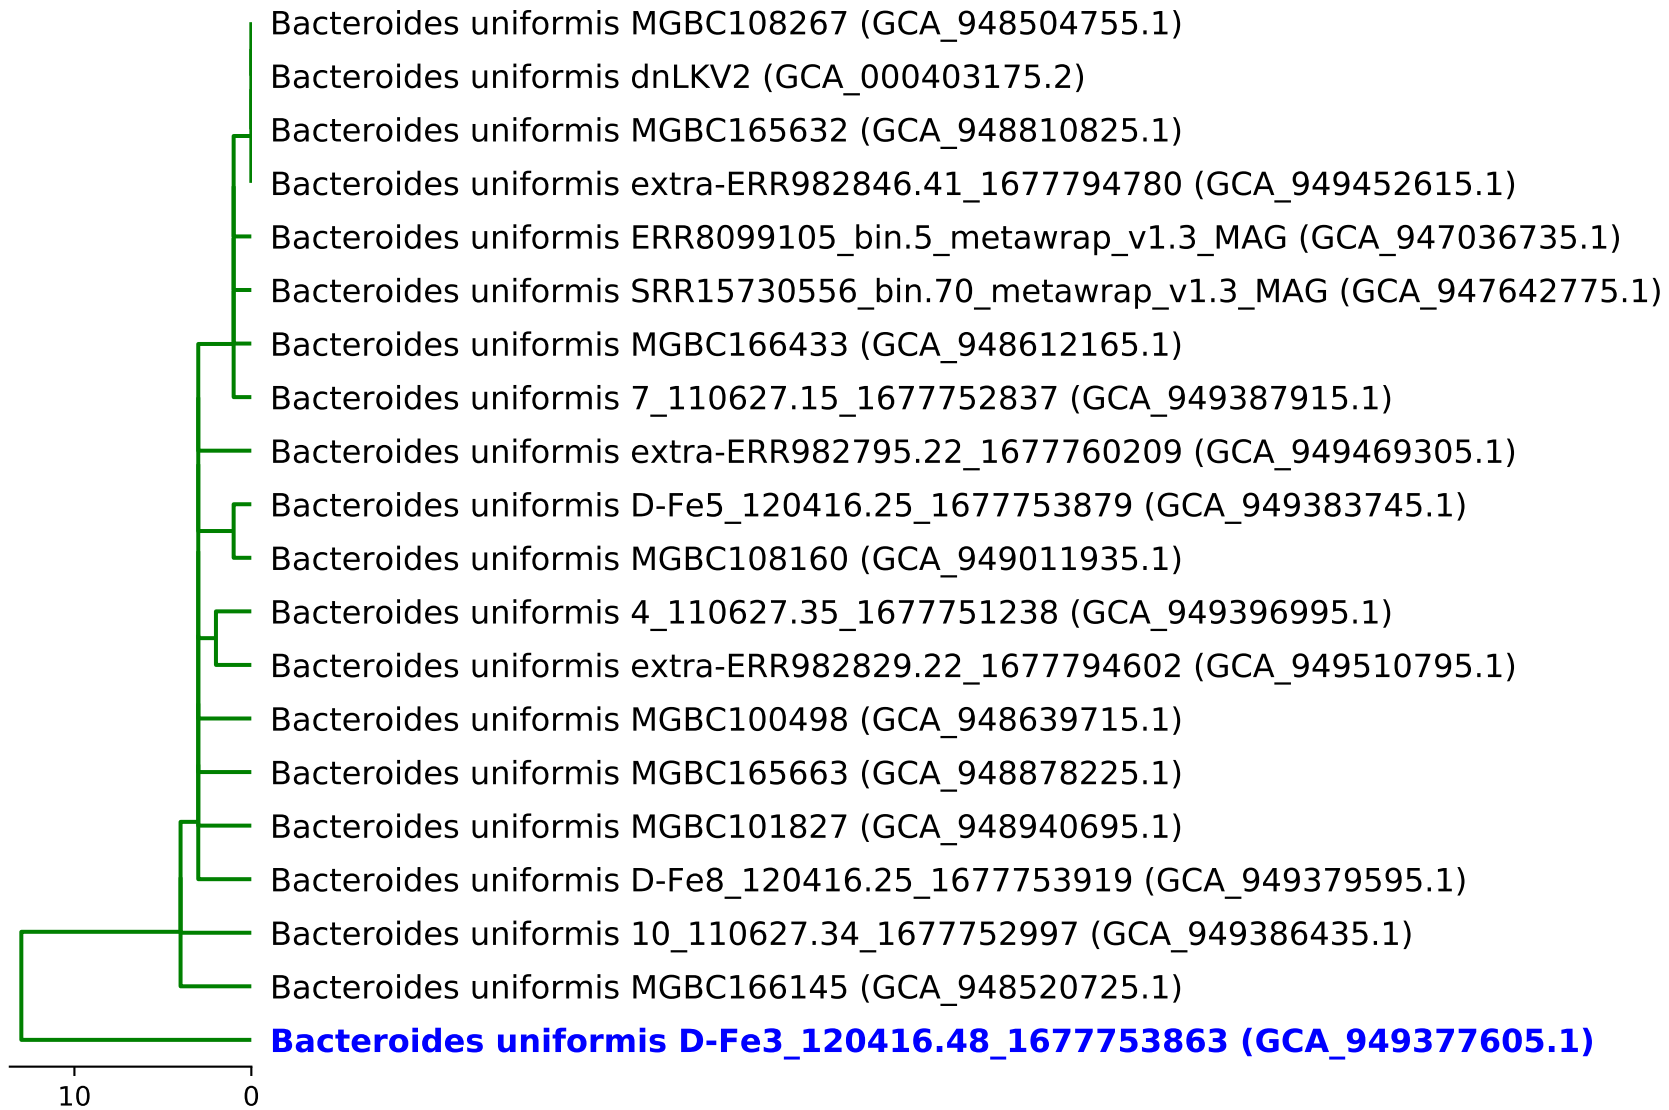 Bacteroides uniformis MGBC108267 (GCA_948504755.1)
Bacteroides uniformis dnLKV2 (GCA_000403175.2)
Bacteroides uniformis MGBC165632 (GCA_948810825.1)
Bacteroides uniformis extra-ERR982846.41_1677794780 (GCA_949452615.1)
Bacteroides uniformis ERR8099105_bin.5_metawrap_v1.3_MAG (GCA_947036735.1)
Bacteroides uniformis SRR15730556_bin.70_metawrap_v1.3_MAG (GCA_947642775.1)
Bacteroides uniformis MGBC166433 (GCA_948612165.1)
Bacteroides uniformis 7_110627.15_1677752837 (GCA_949387915.1)
Bacteroides uniformis extra-ERR982795.22_1677760209 (GCA_949469305.1)
Bacteroides uniformis D-Fe5_120416.25_1677753879 (GCA_949383745.1)
Bacteroides uniformis MGBC108160 (GCA_949011935.1)
Bacteroides uniformis 4_110627.35_1677751238 (GCA_949396995.1)
Bacteroides uniformis extra-ERR982829.22_1677794602 (GCA_949510795.1)
Bacteroides uniformis MGBC100498 (GCA_948639715.1)
Bacteroides uniformis MGBC165663 (GCA_948878225.1)
Bacteroides uniformis MGBC101827 (GCA_948940695.1)
Bacteroides uniformis D-Fe8_120416.25_1677753919 (GCA_949379595.1)
Bacteroides uniformis 10_110627.34_1677752997 (GCA_949386435.1)
Bacteroides uniformis MGBC166145 (GCA_948520725.1)
Bacteroides uniformis D-Fe3_120416.48_1677753863 (GCA_949377605.1)
10 0